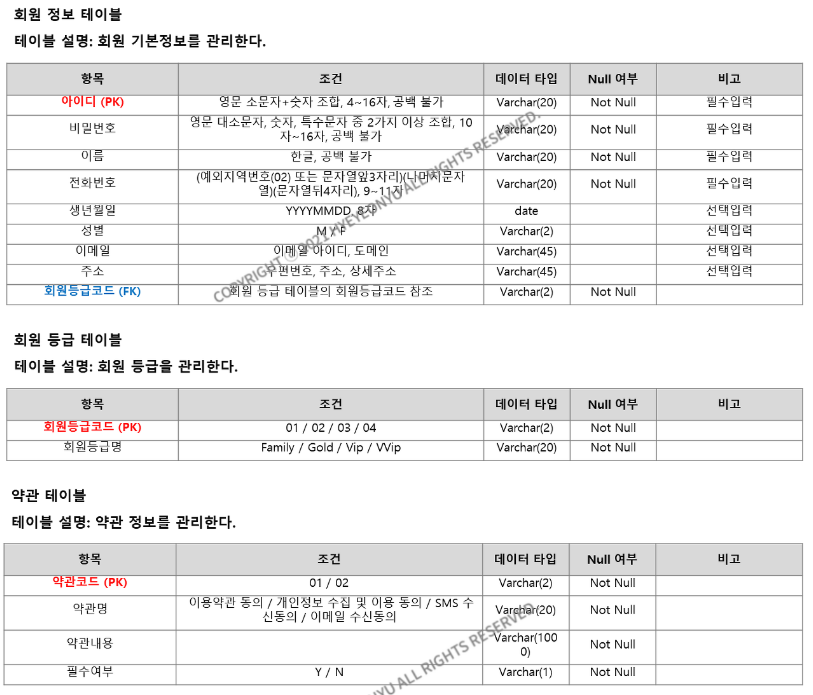 회원 정보 테이블
테이블 설명: 회원 기본정보를 관리한다.
항목 조건 데이터 타입 Null 여부 비고
아이디 (PK) 영문 소문자+숫자 조합, 4~16자, 공백 불가 Varchar(20) Not Null 필수입력
비밀번호 영문 대소문자, 숫자, 특수문자 중 2가지 이상 조합, 10
자~16자, 공백 불가 Varchar(20) Not Null 필수입력
이름 한글, 공백 불가 Varchar(20) Not Null 필수입력
전화번호 (예외지역번호(02) 또는 문자열앞3자리)(나머지문자
열)(문자열뒤4자리), 9~11자 Varchar(20) Not Null 필수입력
생년월일 YYYYMMDD, 8자 date 선택입력
성별 M / F Varchar(2) 선택입력
이메일 이메일 아이디, 도메인 Varchar(45) 선택입력
주소 우편번호, 주소, 상세주소 Varchar(45) 선택입력
회원등급코드 (FK) 회원 등급 테이블의 회원등급코드 참조 Varchar(2) Not Null
회원 등급 테이블
테이블 설명: 회원 등급을 관리한다.
항목 조건 데이터 타입 Null 여부 비고
회원등급코드 (PK) 01 / 02 / 03 / 04 Varchar(2) Not Null
회원등급명 Family / Gold / Vip / VVip Varchar(20) Not Null
약관 테이블
테이블 설명: 약관 정보를 관리한다.
항목 조건 데이터 타입 Null 여부 비고
약관코드 (PK) 01 / 02 Varchar(2) Not Null
약관명 이용약관 동의 / 개인정보 수집 및 이용 동의 / SMS 수
신동의 / 이메일 수신동의 Varchar(20) Not Null
약관내용 Varchar(100
0) Not Null
필수여부 Y / N Varchar(1) Not Null
COPYRIGHT ⓒ 2021 ALL RIGHTS RESERVED.
NYU ALL RIGHTS RESERVED